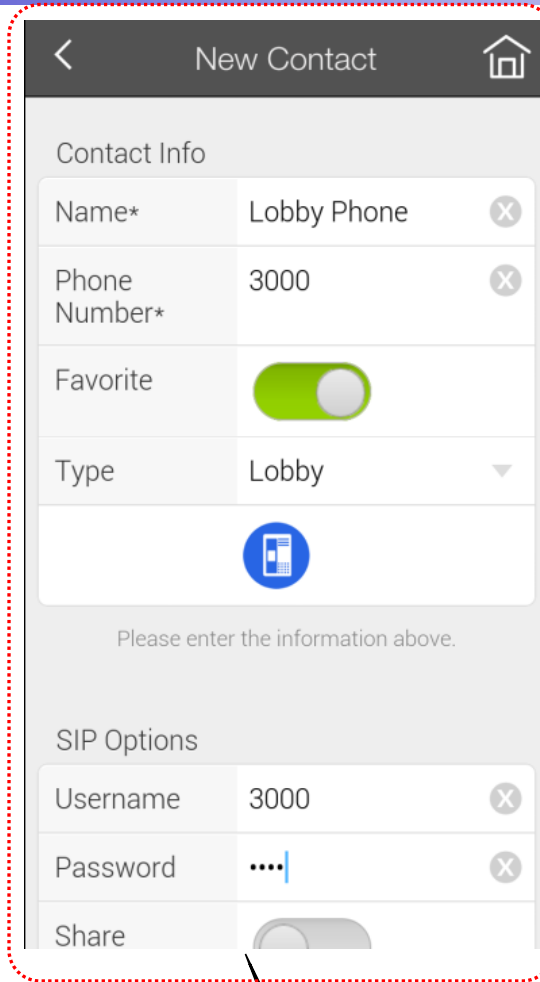 New Contact
Contact Info
Name* Lobby Phone
Phone 3000
Number*
Favorite
Type Lobby
Please enter the information above.
SIP Options
Username 3000
Password ••••
Share